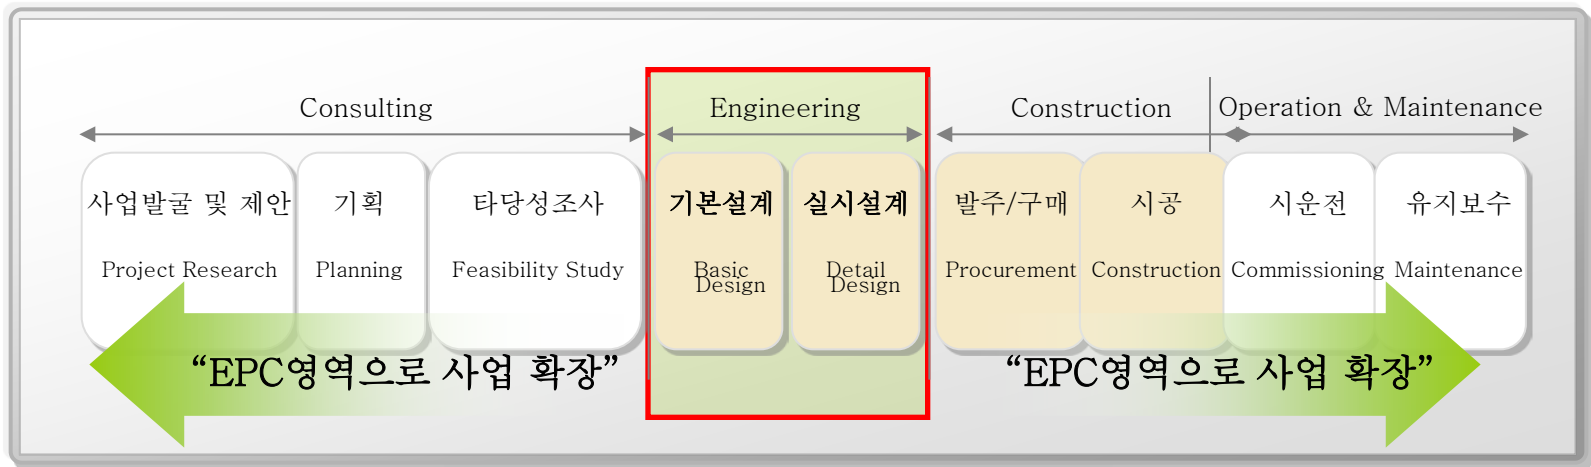 Consulting
Engineering
Construction
Operation & Maintenance
사업발굴 및 제안
Project Research
기획
Planning
타당성조사
Feasibility Study
기본설계
Basic
Design
실시설계
Detail
Design
발주/구매
Procurement
시공
Construction
시운전
Commissioning
유지보수
Maintenance
“EPC영역으로 사업 확장”
“EPC영역으로 사업 확장”